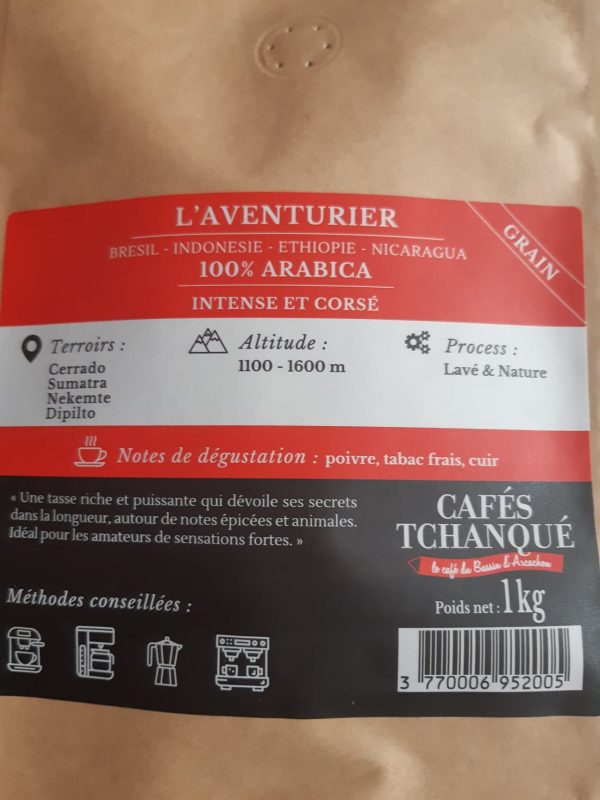 L'AVENTURIER
BRESIL - INDONESIE - ETHIOPIE - NICARAGUA
100% ARABICA
INTENSE ET CORSÉ
GRAIN
Terroirs :
Cerrado
Sumatra
Nekemte
Dipilto
Altitude :
1100 - 1600 m
Process :
Lavé & Nature
Notes de dégustation : poivre, tabac frais, cuir
« Une tasse riche et puissante qui dévoile ses secrets
dans la longueur, autour de notes épicées et animales.
Idéal pour les amateurs de sensations fortes. »
Méthodes conseillées :
CAFÉS
TCHANQUÉ
le café du Bassin d'Arcachon
Poids net : 1kg
3 770006 952005